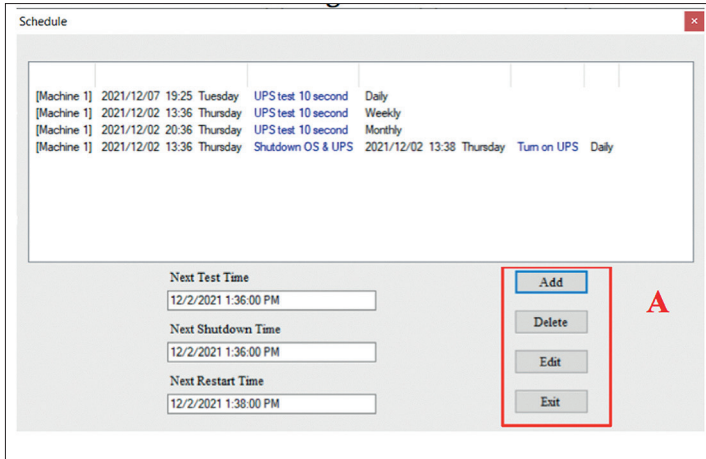 Schedule
[Machine 1] 2021/12/07 19:25 Tuesday UPS test 10 second Daily
[Machine 1] 2021/12/02 13:36 Thursday UPS test 10 second Weekly
[Machine 1] 2021/12/02 20:36 Thursday UPS test 10 second Monthly
[Machine 1] 2021/12/02 13:36 Thursday Shutdown OS & UPS 2021/12/02 13:38 Thursday Turn on UPS Daily
Next Test Time
12/2/2021 1:36:00 PM
Next Shutdown Time
12/2/2021 1:36:00 PM
Next Restart Time
12/2/2021 1:38:00 PM
Add
Delete
Edit
Exit
A